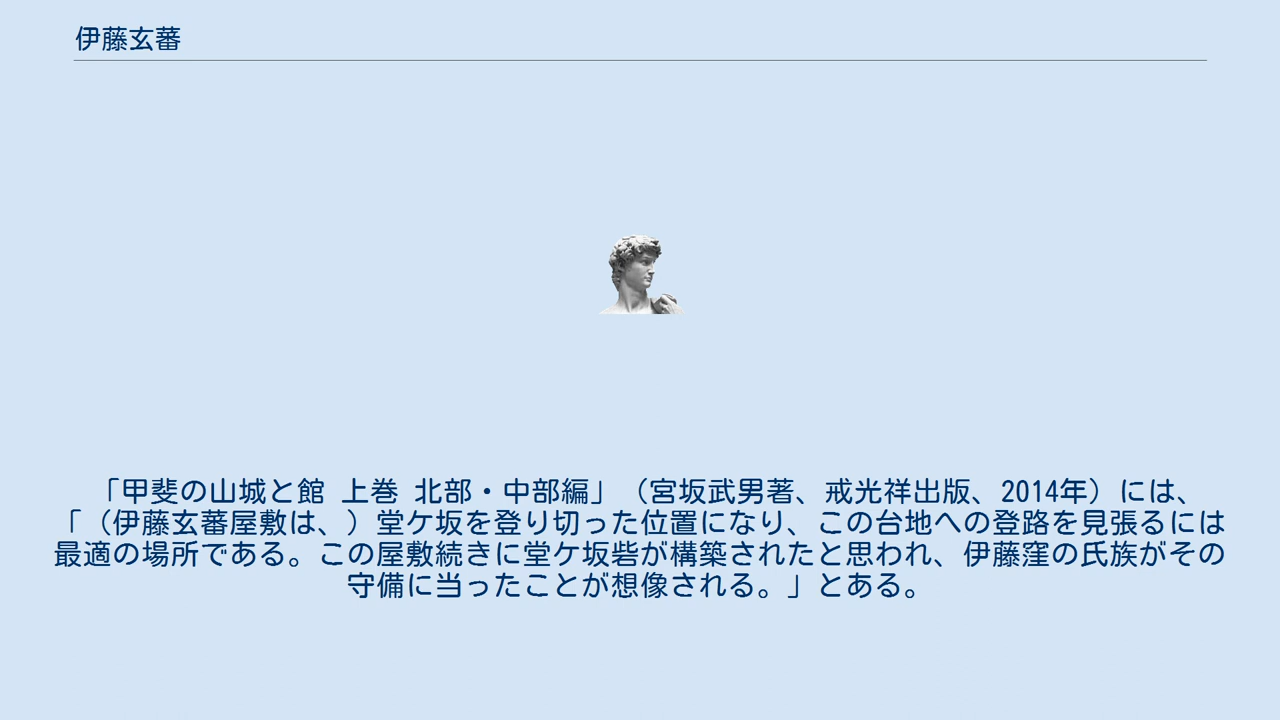 伊藤玄蕃
「甲斐の山城と館 上巻 北部・中部編」（宮坂武男著、戒光祥出版、2014年）には、
「（伊藤玄蕃屋敷は、）堂ケ坂を登り切った位置になり、この台地への登路を見張るには
最適の場所である。この屋敷続きに堂ケ坂砦が構築されたと思われ、伊藤窪の氏族がその
守備に当ったことが想像される。」とある。